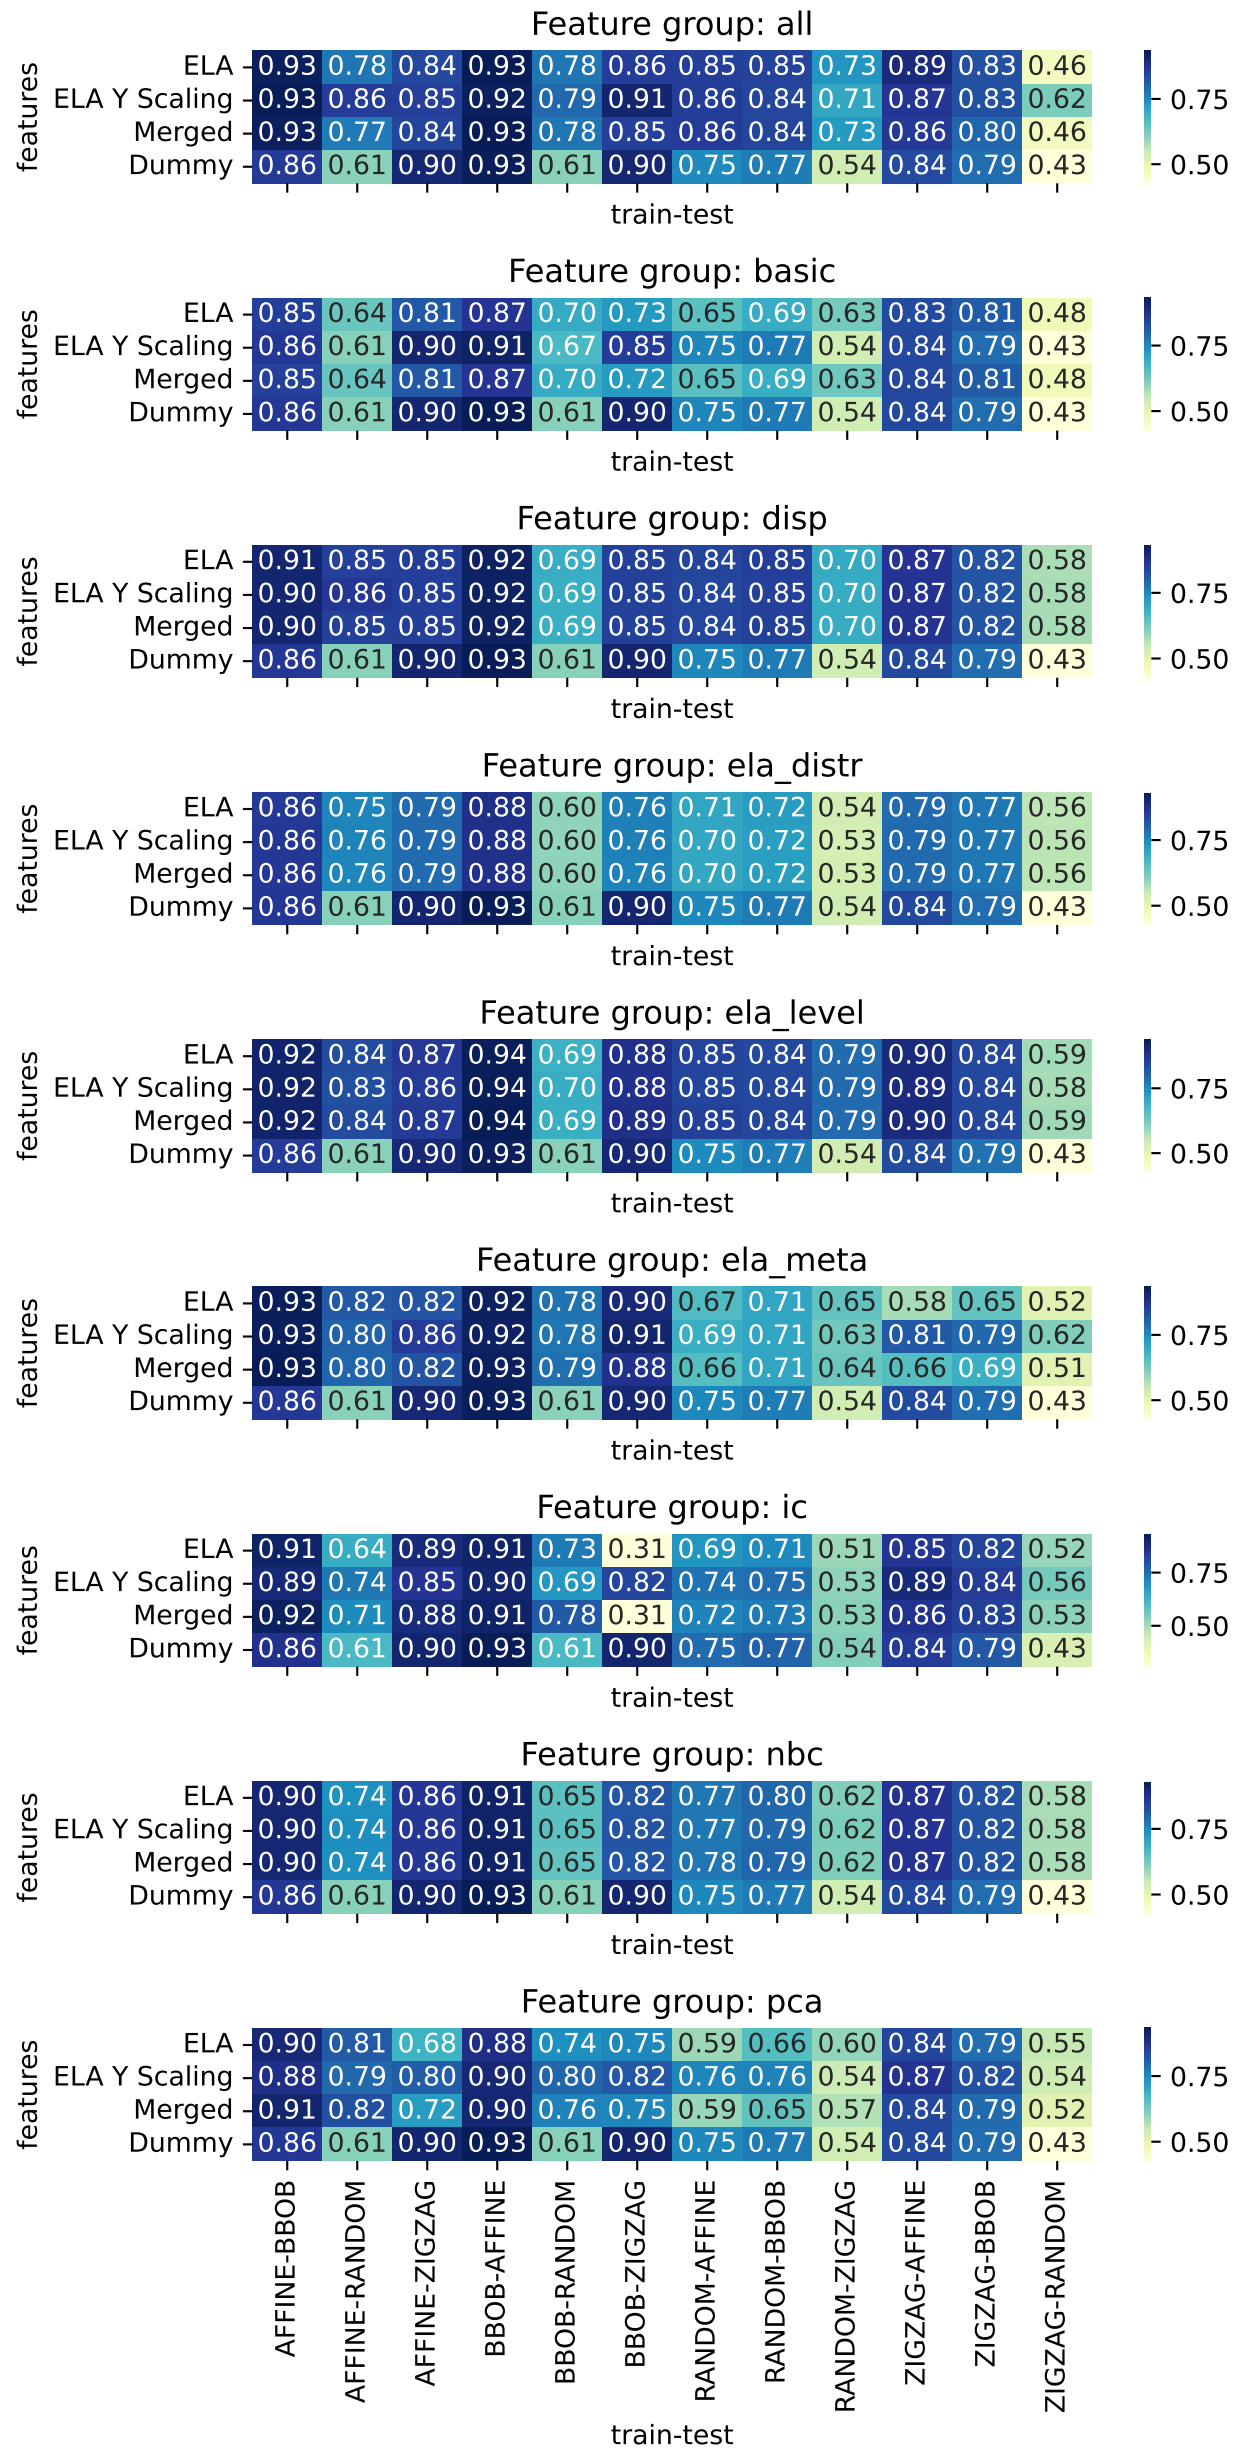 Feature group: all
features
ELA 0.93 0.78 0.84 0.93 0.78 0.86 0.85 0.85 0.73 0.89 0.83 0.46
ELA Y Scaling 0.93 0.86 0.85 0.92 0.79 0.91 0.86 0.84 0.71 0.87 0.83 0.62
Merged 0.93 0.77 0.84 0.93 0.78 0.85 0.86 0.84 0.73 0.86 0.80 0.46
Dummy 0.86 0.61 0.90 0.93 0.61 0.90 0.75 0.77 0.54 0.84 0.79 0.43
0.75
0.50
train-test
Feature group: basic
features
ELA 0.85 0.64 0.81 0.87 0.70 0.73 0.65 0.69 0.63 0.83 0.81 0.48
ELA Y Scaling 0.86 0.61 0.90 0.91 0.67 0.85 0.75 0.77 0.54 0.84 0.79 0.43
Merged 0.85 0.64 0.81 0.87 0.70 0.72 0.65 0.69 0.63 0.84 0.81 0.48
Dummy 0.86 0.61 0.90 0.93 0.61 0.90 0.75 0.77 0.54 0.84 0.79 0.43
0.75
0.50
train-test
Feature group: disp
features
ELA 0.91 0.85 0.85 0.92 0.69 0.85 0.84 0.85 0.70 0.87 0.82 0.58
ELA Y Scaling 0.90 0.86 0.85 0.92 0.69 0.85 0.84 0.85 0.70 0.87 0.82 0.58
Merged 0.90 0.85 0.85 0.92 0.69 0.85 0.84 0.85 0.70 0.87 0.82 0.58
Dummy 0.86 0.61 0.90 0.93 0.61 0.90 0.75 0.77 0.54 0.84 0.79 0.43
0.75
0.50
train-test
Feature group: ela_distr
features
ELA 0.86 0.75 0.79 0.88 0.60 0.76 0.71 0.72 0.54 0.79 0.77 0.56
ELA Y Scaling 0.86 0.76 0.79 0.88 0.60 0.76 0.70 0.72 0.53 0.79 0.77 0.56
Merged 0.86 0.76 0.79 0.88 0.60 0.76 0.70 0.72 0.53 0.79 0.77 0.56
Dummy 0.86 0.61 0.90 0.93 0.61 0.90 0.75 0.77 0.54 0.84 0.79 0.43
0.75
0.50
train-test
Feature group: ela_level
features
ELA 0.92 0.84 0.87 0.94 0.69 0.88 0.85 0.84 0.79 0.90 0.84 0.59
ELA Y Scaling 0.92 0.83 0.86 0.94 0.70 0.88 0.85 0.84 0.79 0.89 0.84 0.58
Merged 0.92 0.84 0.87 0.94 0.69 0.89 0.85 0.84 0.79 0.90 0.84 0.59
Dummy 0.86 0.61 0.90 0.93 0.61 0.90 0.75 0.77 0.54 0.84 0.79 0.43
0.75
0.50
train-test
Feature group: ela_meta
features
ELA 0.93 0.82 0.82 0.92 0.78 0.90 0.67 0.71 0.65 0.58 0.65 0.52
ELA Y Scaling 0.93 0.80 0.86 0.92 0.78 0.91 0.69 0.71 0.63 0.81 0.79 0.62
Merged 0.93 0.80 0.82 0.93 0.79 0.88 0.66 0.71 0.64 0.66 0.69 0.51
Dummy 0.86 0.61 0.90 0.93 0.61 0.90 0.75 0.77 0.54 0.84 0.79 0.43
0.75
0.50
train-test
Feature group: ic
features
ELA 0.91 0.64 0.89 0.91 0.73 0.31 0.69 0.71 0.51 0.85 0.82 0.52
ELA Y Scaling 0.89 0.74 0.85 0.90 0.69 0.82 0.74 0.75 0.53 0.89 0.84 0.56
Merged 0.92 0.71 0.88 0.91 0.78 0.31 0.72 0.73 0.53 0.86 0.83 0.53
Dummy 0.86 0.61 0.90 0.93 0.61 0.90 0.75 0.77 0.54 0.84 0.79 0.43
0.75
0.50
train-test
Feature group: nbc
features
ELA 0.90 0.74 0.86 0.91 0.65 0.82 0.77 0.80 0.62 0.87 0.82 0.58
ELA Y Scaling 0.90 0.74 0.86 0.91 0.65 0.82 0.77 0.79 0.62 0.87 0.82 0.58
Merged 0.90 0.74 0.86 0.91 0.65 0.82 0.78 0.79 0.62 0.87 0.82 0.58
Dummy 0.86 0.61 0.90 0.93 0.61 0.90 0.75 0.77 0.54 0.84 0.79 0.43
0.75
0.50
train-test
Feature group: pca
features
ELA 0.90 0.81 0.68 0.88 0.74 0.75 0.59 0.66 0.60 0.84 0.79 0.55
ELA Y Scaling 0.88 0.79 0.80 0.90 0.80 0.82 0.76 0.76 0.54 0.87 0.82 0.54
Merged 0.91 0.82 0.72 0.90 0.76 0.75 0.59 0.65 0.57 0.84 0.79 0.52
Dummy 0.86 0.61 0.90 0.93 0.61 0.90 0.75 0.77 0.54 0.84 0.79 0.43
0.75
0.50
AFFINE-BBOB
AFFINE-RANDOM
AFFINE-ZIGZAG
BBOB-AFFINE
BBOB-RANDOM
BBOB-ZIGZAG
RANDOM-AFFINE
RANDOM-BBOB
RANDOM-ZIGZAG
ZIGZAG-AFFINE
ZIGZAG-BBOB
ZIGZAG-RANDOM
train-test